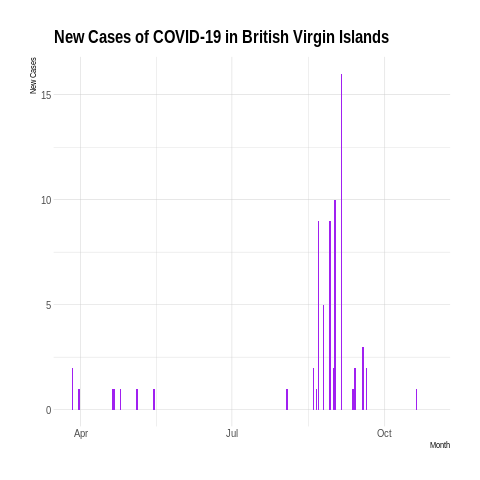 New Cases of COVID-19 in British Virgin Islands
New Cases
15
10
5
0
Apr Jul Oct
Month